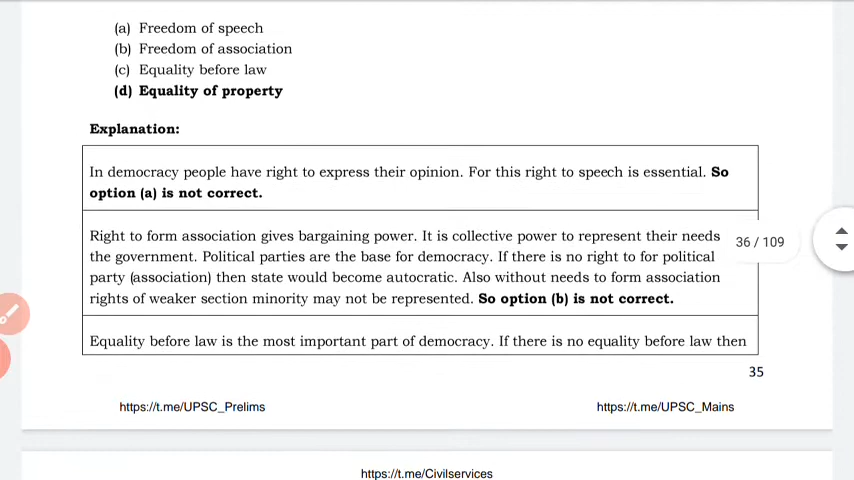 (a) Freedom of speech
(b) Freedom of association
(c) Equality before law
(d) Equality of property
Explanation:
In democracy people have right to express their opinion. For this right to speech is essential. So
option (a) is not correct.
Right to form association gives bargaining power. It is collective power to represent their needs
the government. Political parties are the base for democracy. If there is no right to for political
party (association) then state would become autocratic. Also without needs to form association
rights of weaker section minority may not be represented. So option (b) is not correct.
36 / 109
Equality before law is the most important part of democracy. If there is no equality before law then
35
https://t.me/UPSC_Prelims
https://t.me/UPSC_Mains
https://t.me/Civilservices